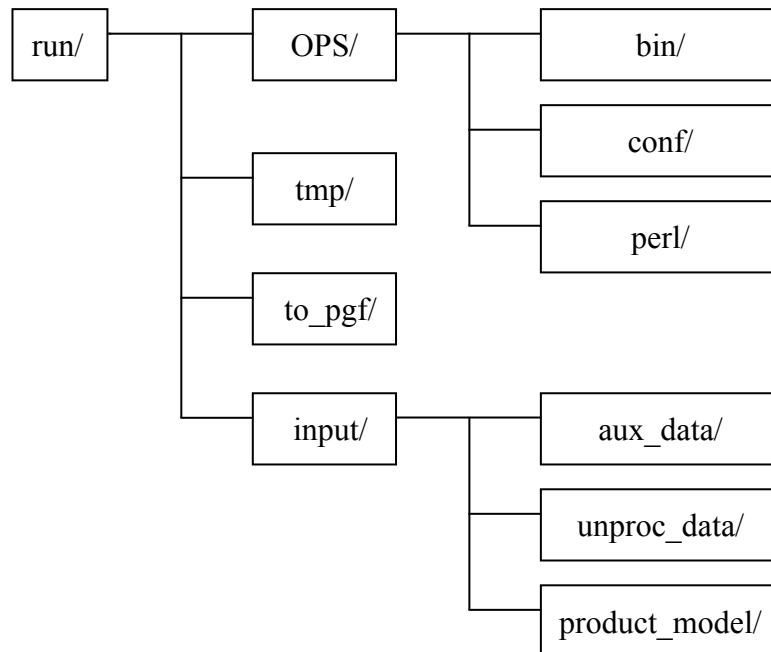 run/
OPS/
bin/
conf/
tmp/
perl/
to_pgf/
input/
aux_data/
unproc_data/
product_model/